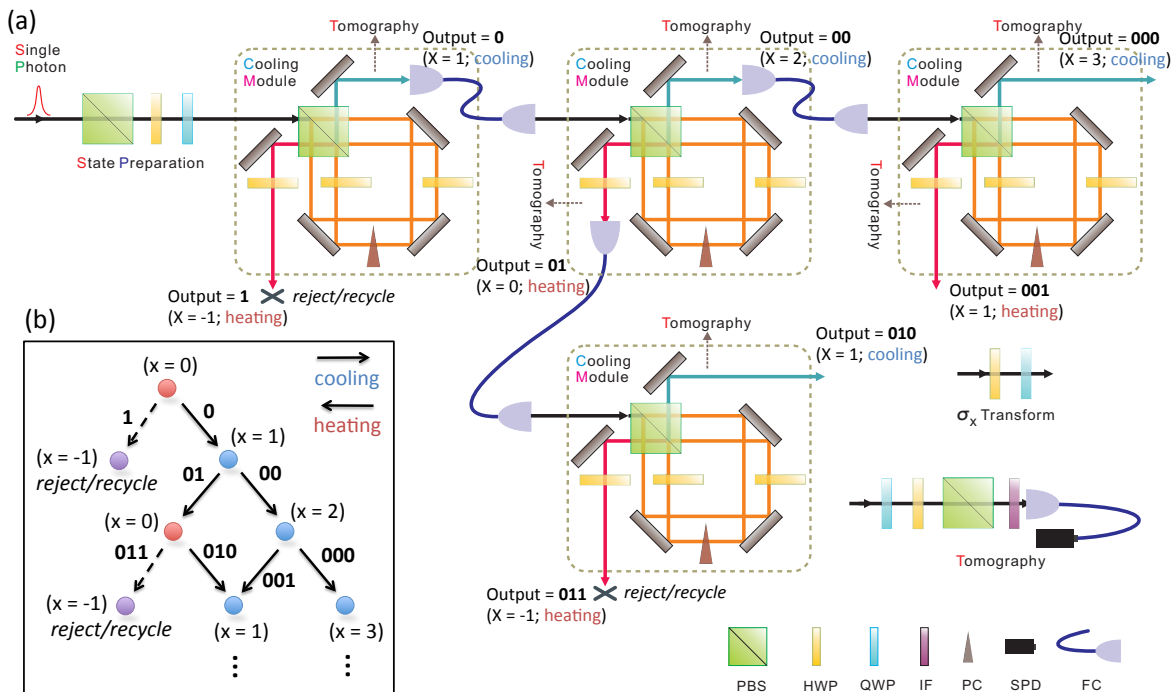 (a)
Single
Photon
State Preparation
Cooling
Module
Tomography
Output = 0
(X = 1; cooling)
Output = 1
reject/recycle
(X = -1; heating)
Cooling
Module
Tomography
Output = 00
(X = 2; cooling)
Tomography
Output = 01
(X = 0; heating)
Cooling
Module
Tomography
Output = 000
(X = 3; cooling)
Tomography
Output = 001
(X = 1; heating)
Cooling
Module
Tomography
Output = 010
(X = 1; cooling)
Output = 011
reject/recycle
(X = -1; heating)
σx Transform
Tomography
PBS
HWP
QWP
IF
PC
SPD
FC
(b)
cooling
heating
(x = 0)
1
0
(x = -1)
reject/recycle
(x = 1)
01
00
(x = 0)
(x = 2)
011
010
001
000
(x = -1)
reject/recycle
(x = 1)
(x = 3)